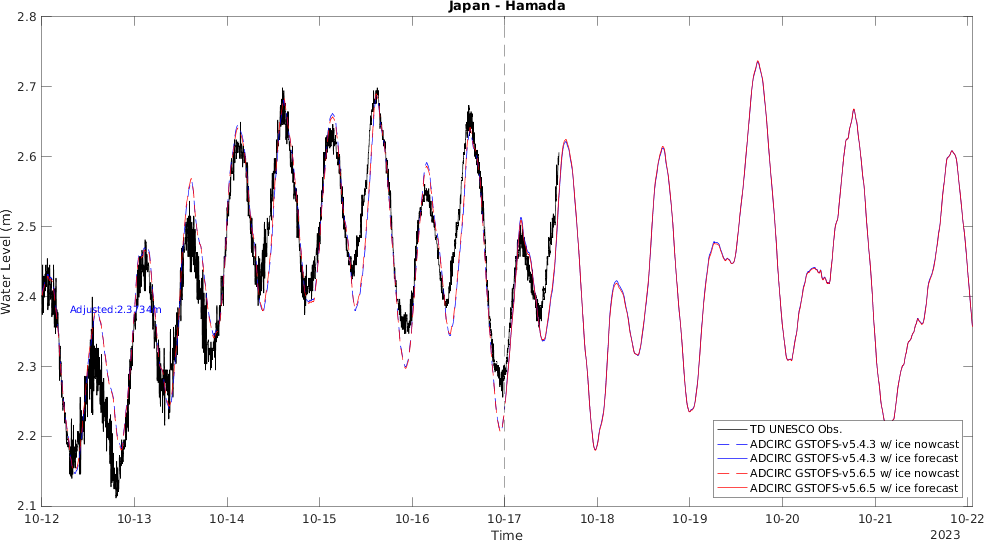 Japan - Hamada
Water Level (m)
2.8
2.7
2.6
2.5
2.4
2.3
2.2
2.1
Adjusted:2.3734m
TD UNESCO Obs.
ADCIRC GSTOFS-v5.4.3 w/ ice nowcast
ADCIRC GSTOFS-v5.4.3 w/ ice forecast
ADCIRC GSTOFS-v5.6.5 w/ ice nowcast
ADCIRC GSTOFS-v5.6.5 w/ ice forecast
10-12 10-13 10-14 10-15 10-16 10-17 10-18 10-19 10-20 10-21 10-22
Time
2023